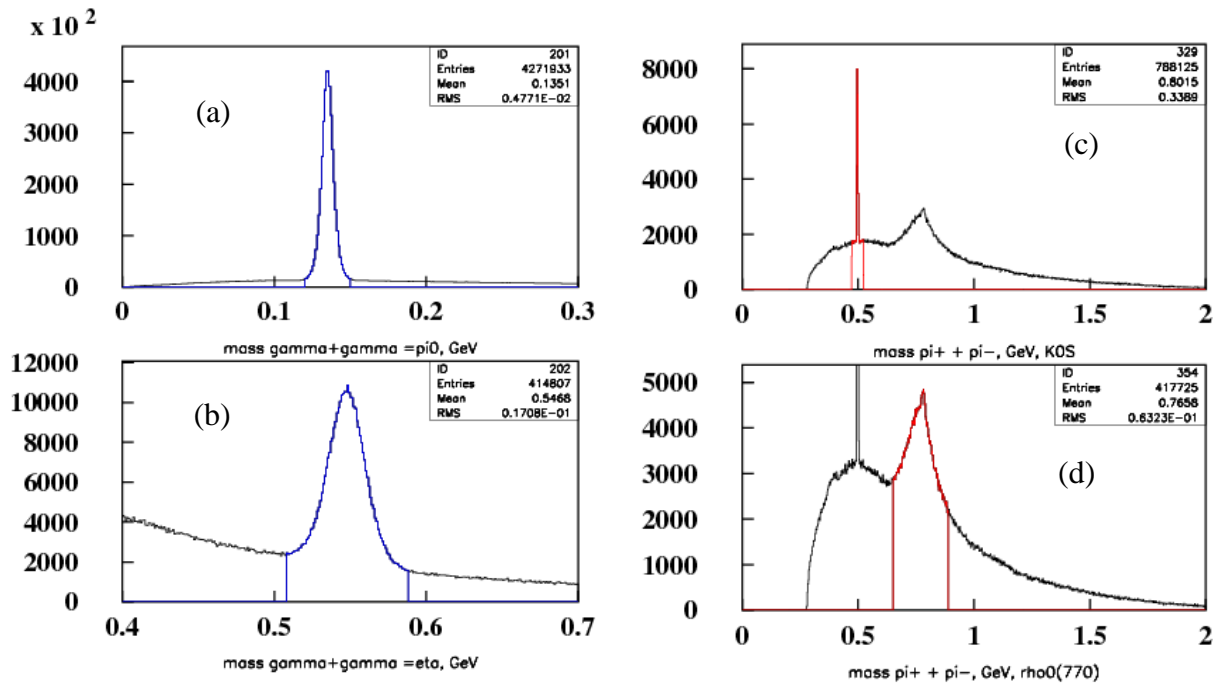 x 10 2
ID 201
Entries 4271933
Mean 0.1351
RMS 0.4771E-02
(a)
4000
3000
2000
1000
0
0 0.1 0.2 0.3
mass gamma+gamma =pi0, GeV
ID 202
Entries 414807
Mean 0.5468
RMS 0.1708E-01
(b)
12000
10000
8000
6000
4000
2000
0
0.4 0.5 0.6 0.7
mass gamma+gamma =eta, GeV
ID 329
Entries 788125
Mean 0.8015
RMS 0.3389
(c)
8000
6000
4000
2000
0
0 0.5 1 1.5 2
mass pi+ + pi-, GeV, K0S
ID 354
Entries 417725
Mean 0.7658
RMS 0.6323E-01
(d)
5000
4000
3000
2000
1000
0
0 0.5 1 1.5 2
mass pi+ + pi-, GeV, rho0(770)